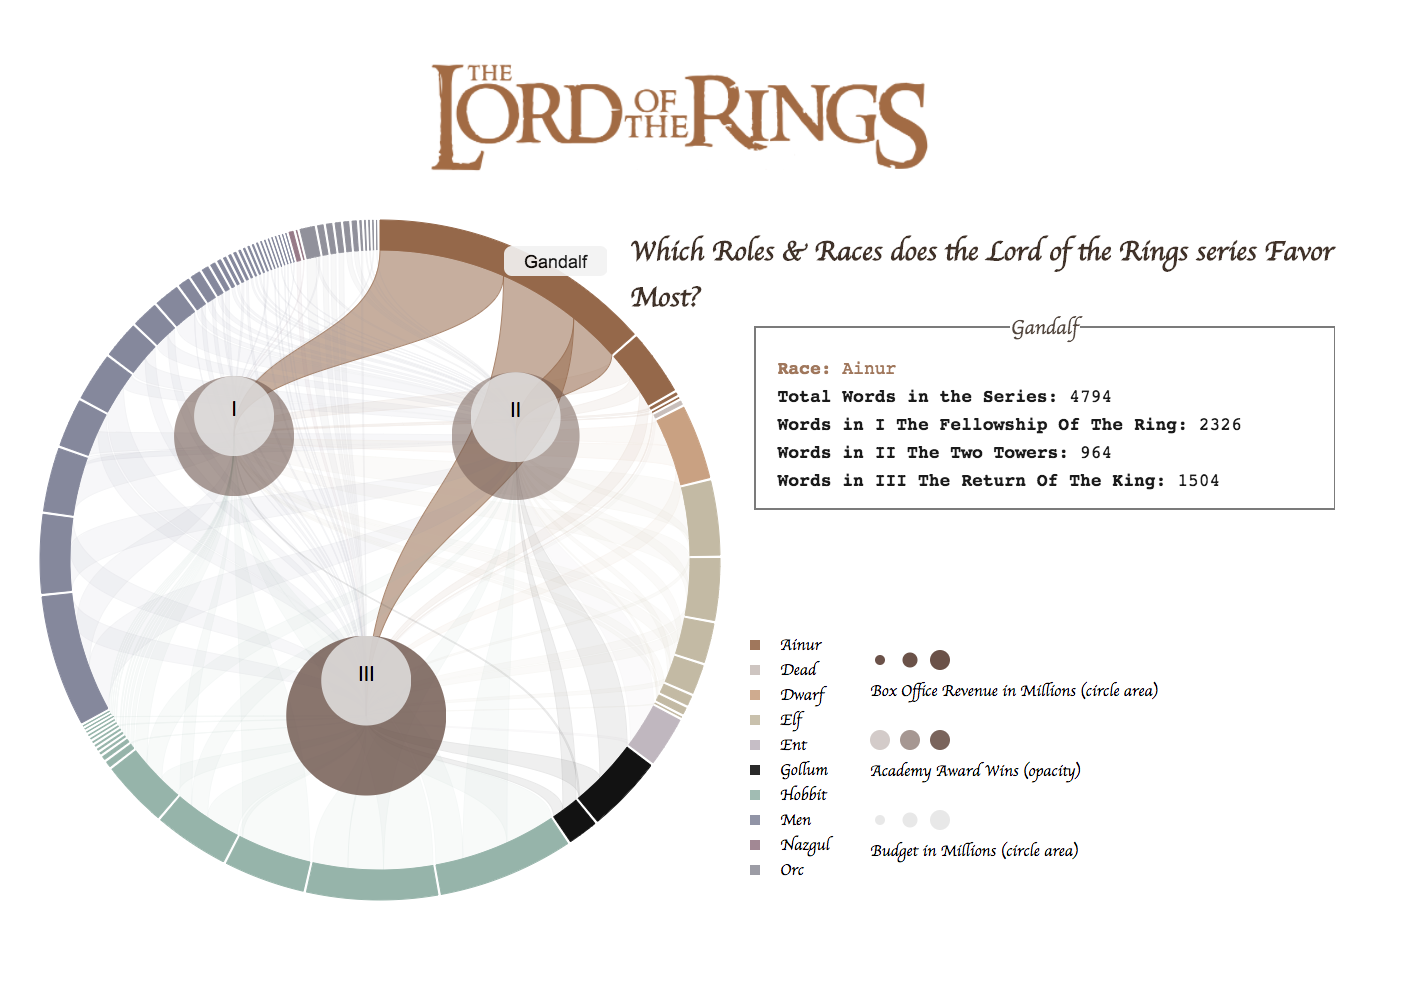 THE
LORD OF THE RINGS
Which Roles & Races does the Lord of the Rings series Favor
Most?
Gandalf
I
II
III
Gandalf
Race: Ainur
Total Words in the Series: 4794
Words in I The Fellowship Of The Ring: 2326
Words in II The Two Towers: 964
Words in III The Return Of The King: 1504
Ainur
Dead
Dwarf
Elf
Ent
Gollum
Hobbit
Men
Nazgul
Orc
Box Office Revenue in Millions (circle area)
Academy Award Wins (opacity)
Budget in Millions (circle area)